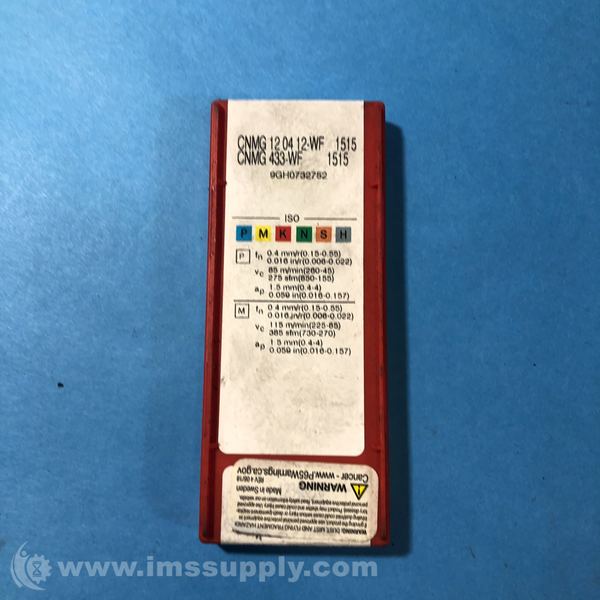 CNMG 12 04 12-WF 1515
CNMG 433-WF 1515
9GH0732752
ISO
P M K N S H
P fn 0.4 mm/r(0.15-0.55)
0.016 in/r(0.006-0.022)
vc 85 m/min(260-45)
275 sfm(850-155)
ap 1.5 mm(0.4-4)
0.059 in(0.016-0.157)
M fn 0.4 mm/r(0.15-0.55)
0.016 in/r(0.006-0.022)
vc 115 m/min(225-85)
385 sfm(730-270)
ap 1.5 mm(0.4-4)
0.059 in(0.016-0.157)
WARNING
Cancer - www.P65Warnings.ca.gov
Made in Sweden
www.imssupply.com